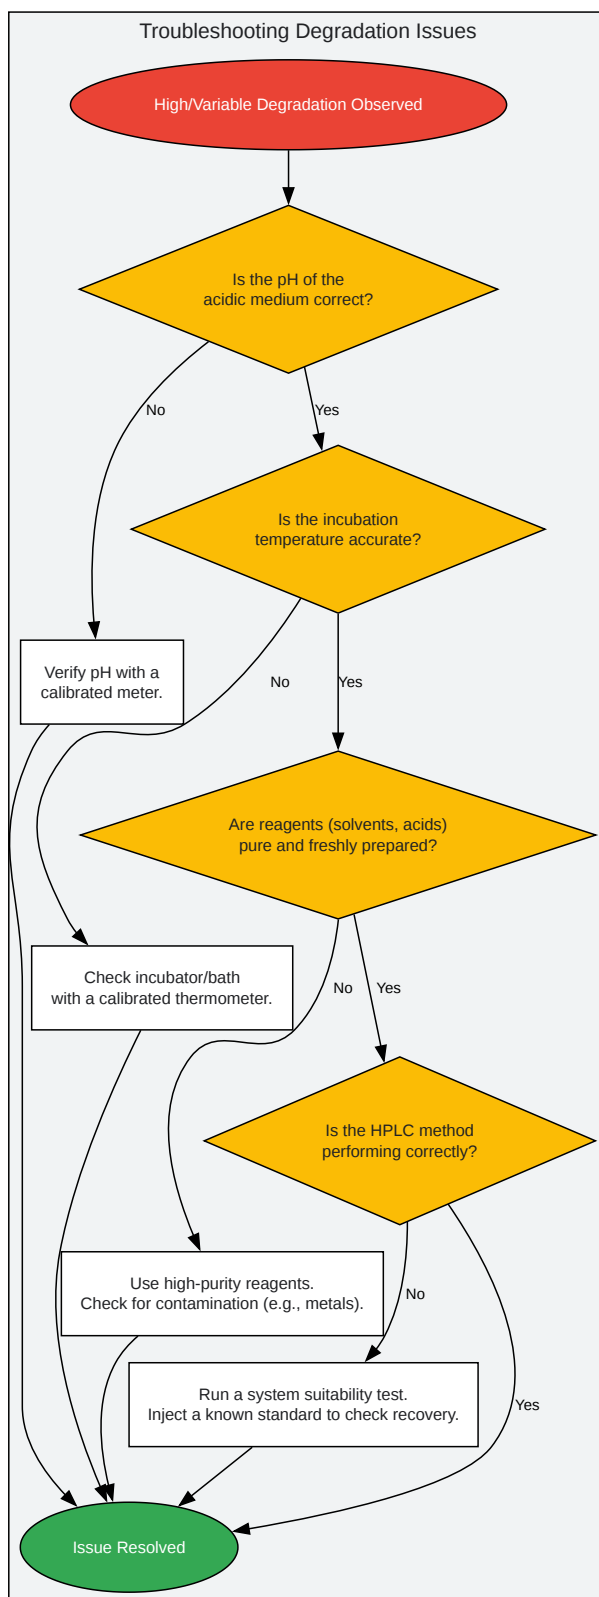 Troubleshooting Degradation Issues
High/Variable Degradation Observed
Is the pH of the
acidic medium correct?
No
Yes
Is the incubation
temperature accurate?
Verify pH with a
calibrated meter.
No
Yes
Are reagents (solvents, acids)
pure and freshly prepared?
Check incubator/bath
with a calibrated thermometer.
No
Yes
Is the HPLC method
performing correctly?
Use high-purity reagents.
Check for contamination (e.g., metals).
No
Run a system suitability test.
Inject a known standard to check recovery.
Yes
Issue Resolved